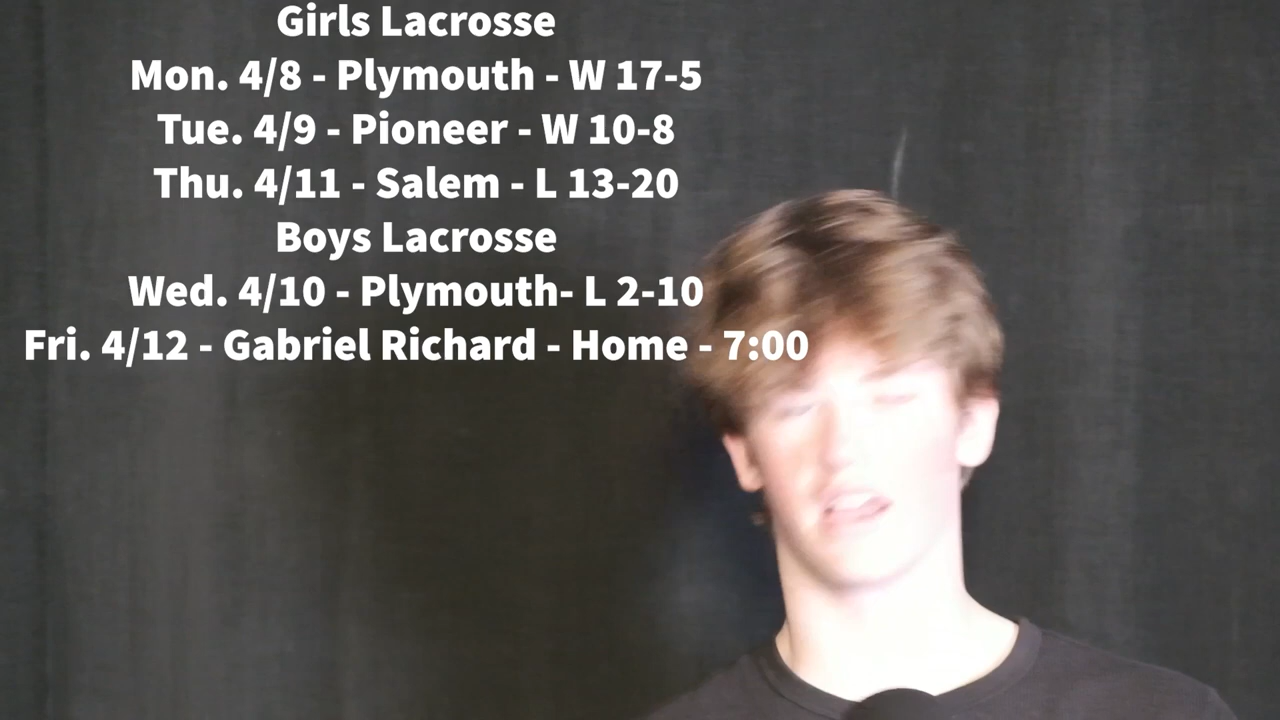 Girls Lacrosse
Mon. 4/8 - Plymouth - W 17-5
Tue. 4/9 - Pioneer - W 10-8
Thu. 4/11 - Salem - L 13-20
Boys Lacrosse
Wed. 4/10 - Plymouth- L 2-10
Fri. 4/12 - Gabriel Richard - Home - 7:00